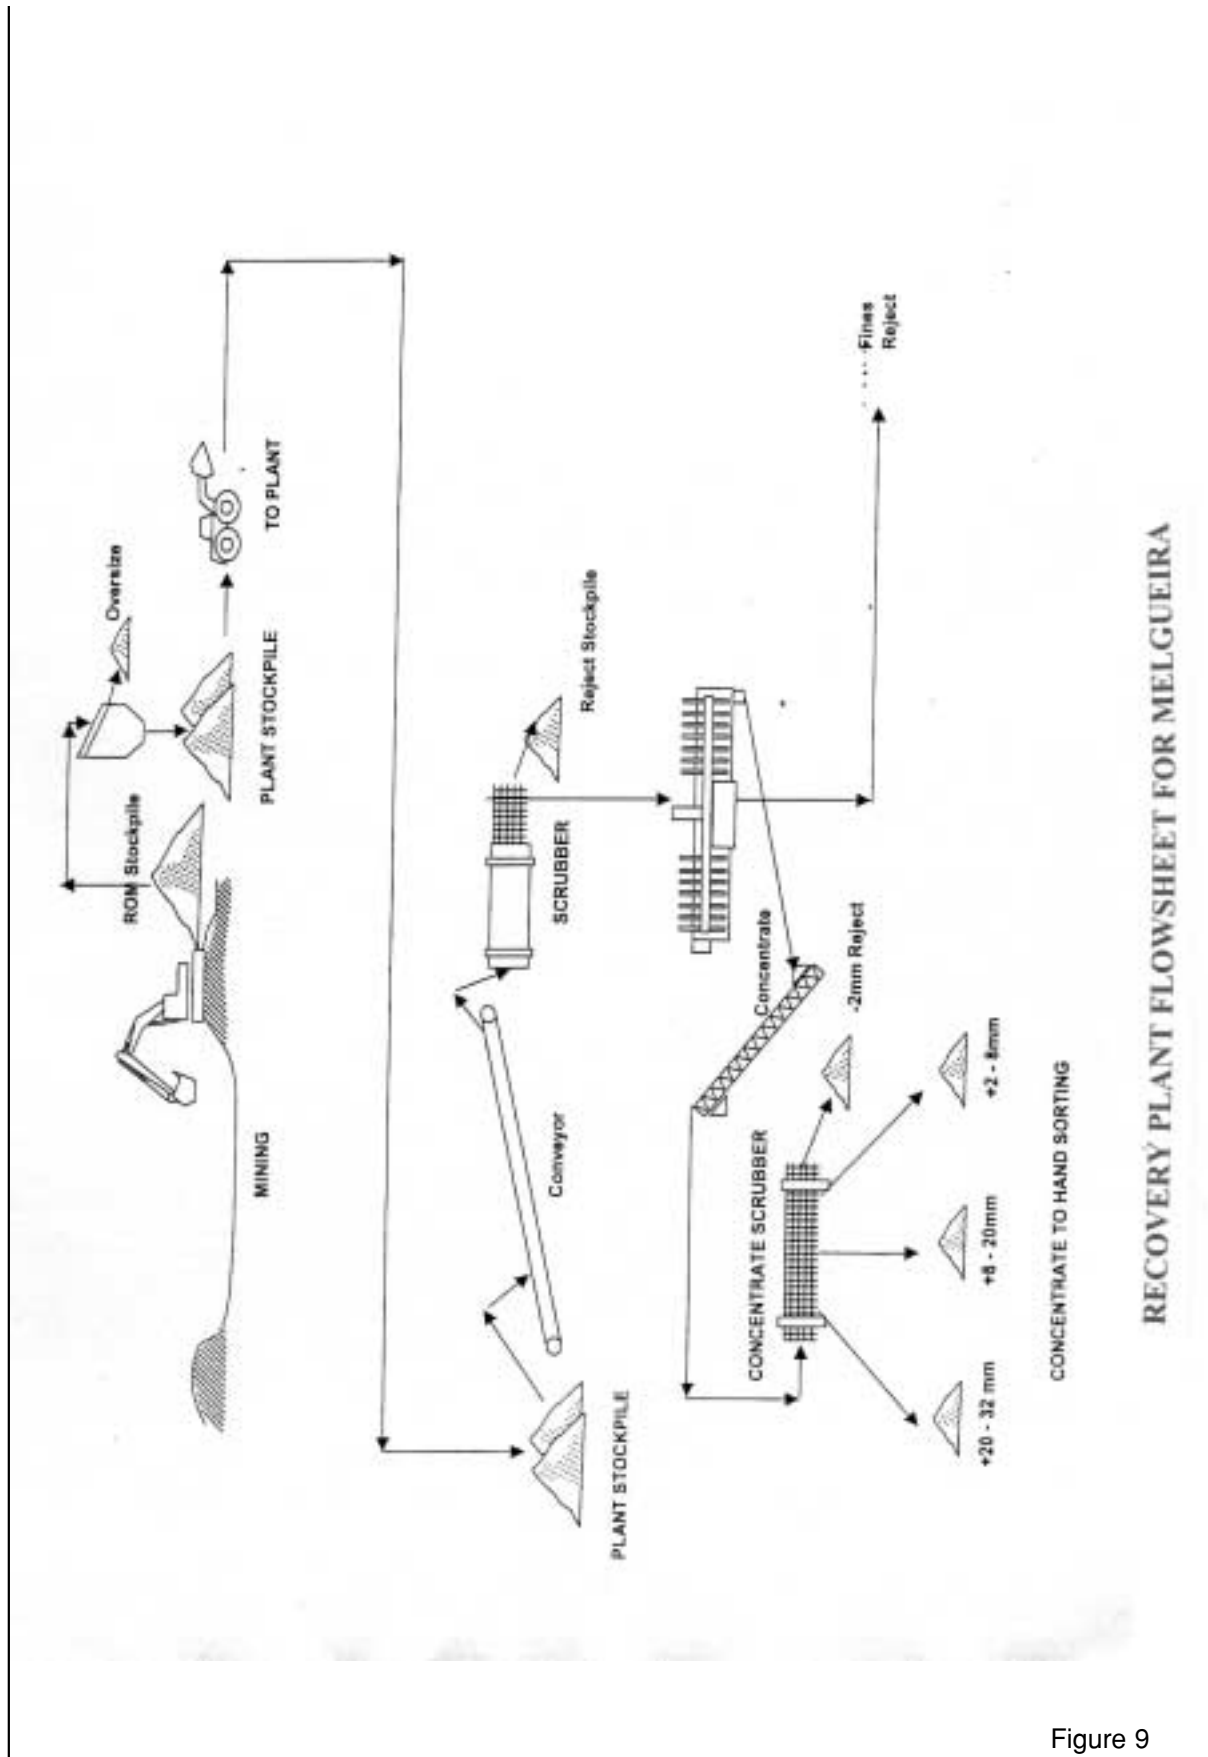 ROM Stockpile
Oversize
MINING
PLANT STOCKPILE
TO PLANT
PLANT STOCKPILE
Conveyor
SCRUBBER
Reject Stockpile
Fines
Reject
Concentrate
-2mm Reject
CONCENTRATE SCRUBBER
+20 - 32 mm
+8 - 20mm
+2 - 8mm
CONCENTRATE TO HAND SORTING
RECOVERY PLANT FLOWSHEET FOR MELGUEIRA
Figure 9